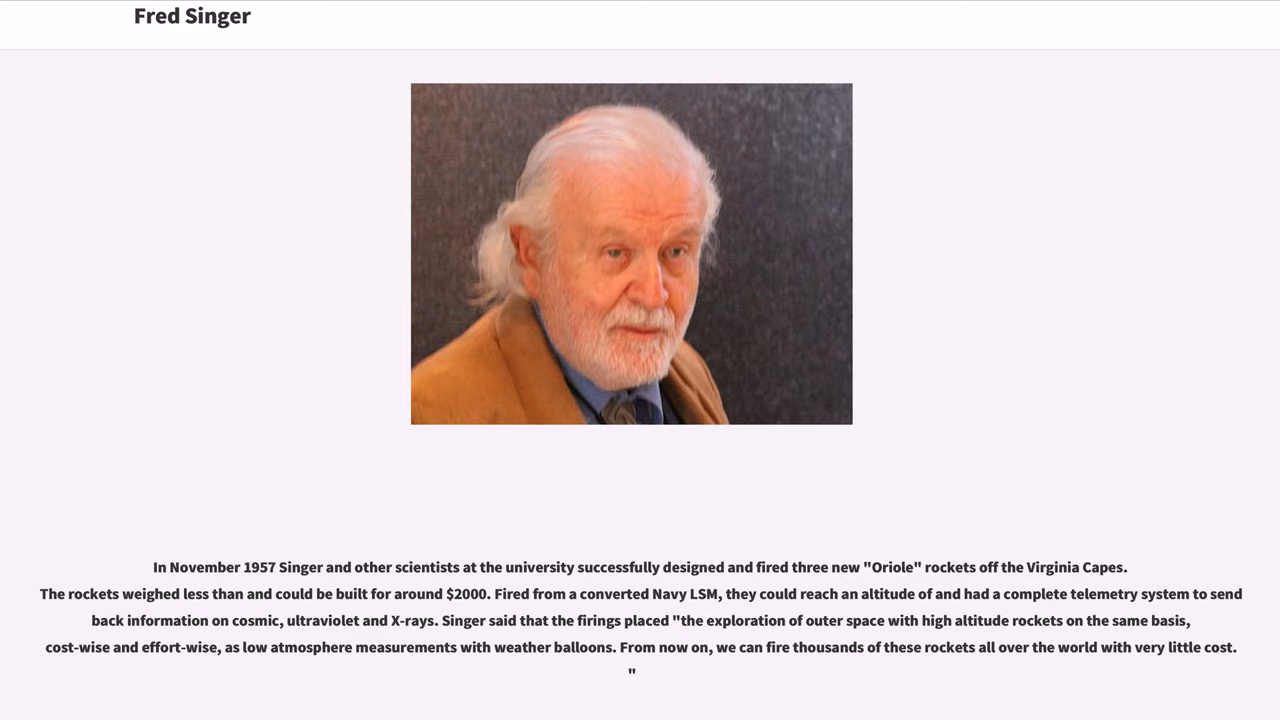 Fred Singer
In November 1957 Singer and other scientists at the university successfully designed and fired three new "Oriole" rockets off the Virginia Capes.
The rockets weighed less than and could be built for around $2000. Fired from a converted Navy LSM, they could reach an altitude of and had a complete telemetry system to send
back information on cosmic, ultraviolet and X-rays. Singer said that the firings placed "the exploration of outer space with high altitude rockets on the same basis,
cost-wise and effort-wise, as low atmosphere measurements with weather balloons. From now on, we can fire thousands of these rockets all over the world with very little cost.
"